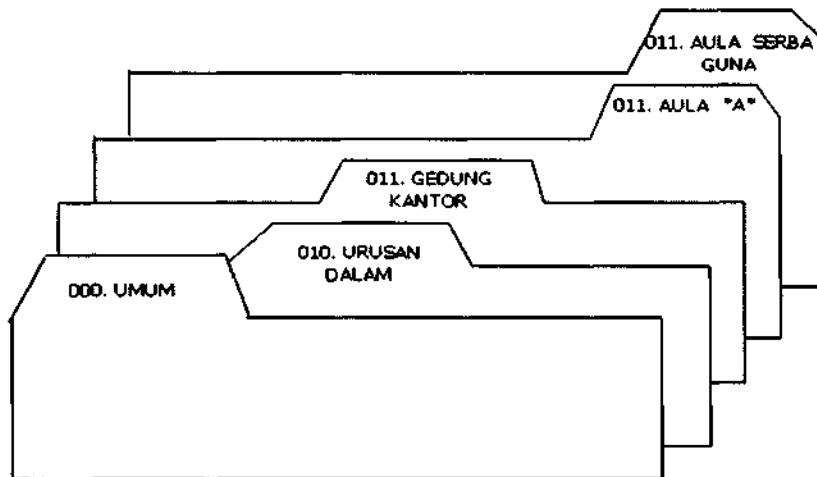 011. AULA SERBA
GUNA
011. AULA "A"
011. GEDUNG
KANTOR
010. URUSAN
DALAM
000. UMUM